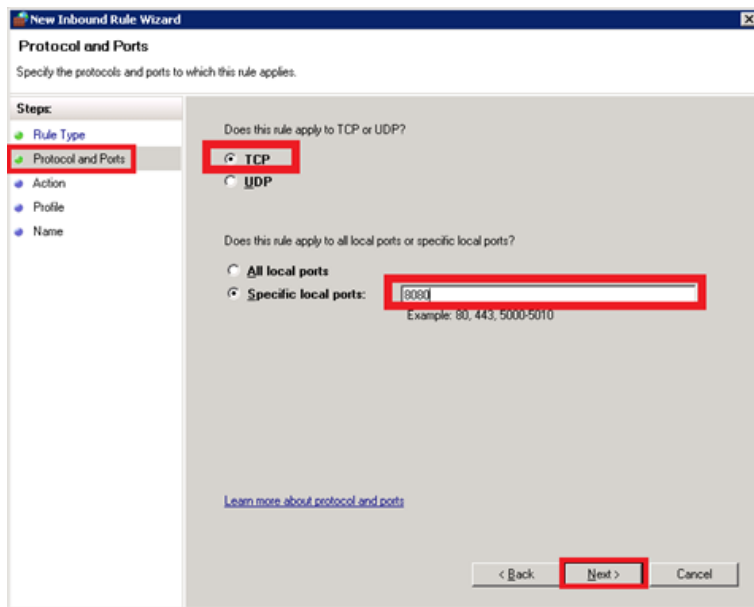 New Inbound Rule Wizard
Protocol and Ports
Specify the protocols and ports to which this rule applies.
Steps:
Rule Type
Protocol and Ports
Action
Profile
Name
Does this rule apply to TCP or UDP?
TCP
UDP
Does this rule apply to all local ports or specific local ports?
All local ports
Specific local ports:
8080
Example: 80, 443, 5000-5010
Learn more about protocol and ports
< Back
Next >
Cancel